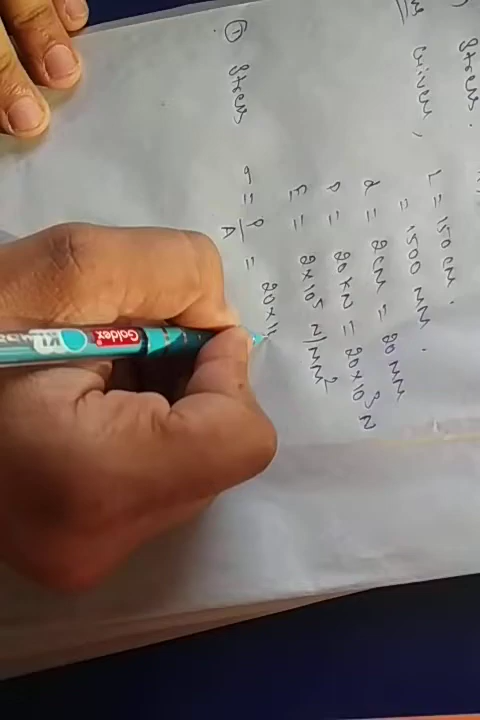 Stress.
Given,
L = 150 cm.
= 1500 mm.
d = 2 cm = 20 mm
P = 20 kN = 20×10³ N
E = 2×10⁵ N/mm²
① Stress
σ = P/A = 20×1
Goldex